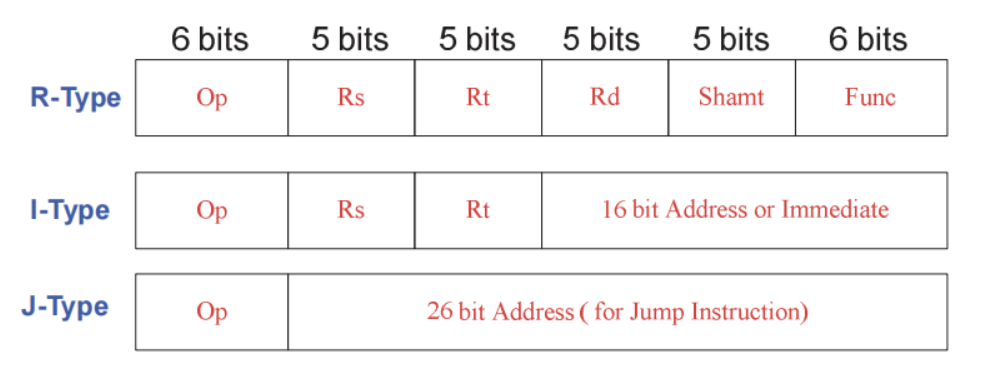 6 bits 5 bits 5 bits 5 bits 5 bits 6 bits
R-Type Op Rs Rt Rd Shamt Func
I-Type Op Rs Rt 16 bit Address or Immediate
J-Type Op 26 bit Address ( for Jump Instruction)